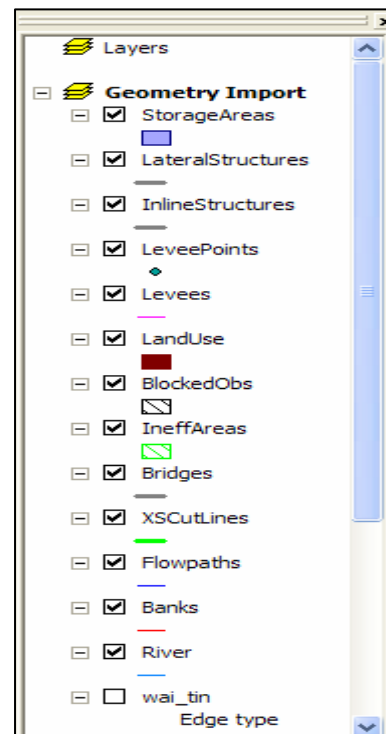 Layers
Geometry Import
StorageAreas
LateralStructures
InlineStructures
LeveePoints
Levees
LandUse
BlockedObs
IneffAreas
Bridges
XSCutLines
Flowpaths
Banks
River
wai_tin
Edge type